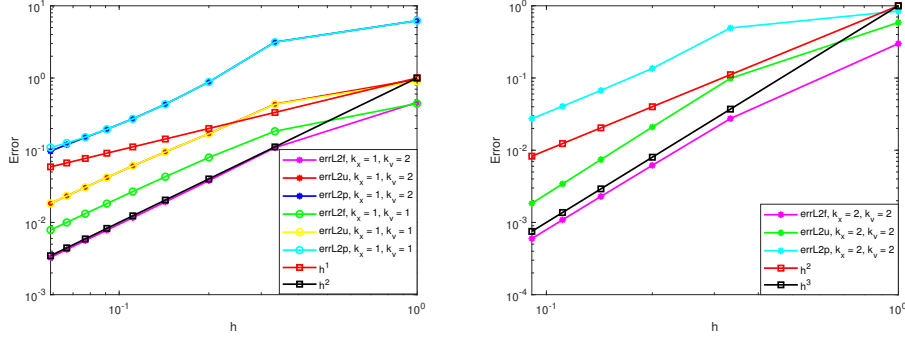 10^1
10^0
10^-1
10^-2
10^-3
Error
10^-1
10^0
h
errL2f, k_x = 1, k_v = 2
errL2u, k_x = 1, k_v = 2
errL2p, k_x = 1, k_v = 2
errL2f, k_x = 1, k_v = 1
errL2u, k_x = 1, k_v = 1
errL2p, k_x = 1, k_v = 1
h^1
h^2
10^0
10^-1
10^-2
10^-3
10^-4
Error
10^-1
10^0
h
errL2f, k_x = 2, k_v = 2
errL2u, k_x = 2, k_v = 2
errL2p, k_x = 2, k_v = 2
h^2
h^3